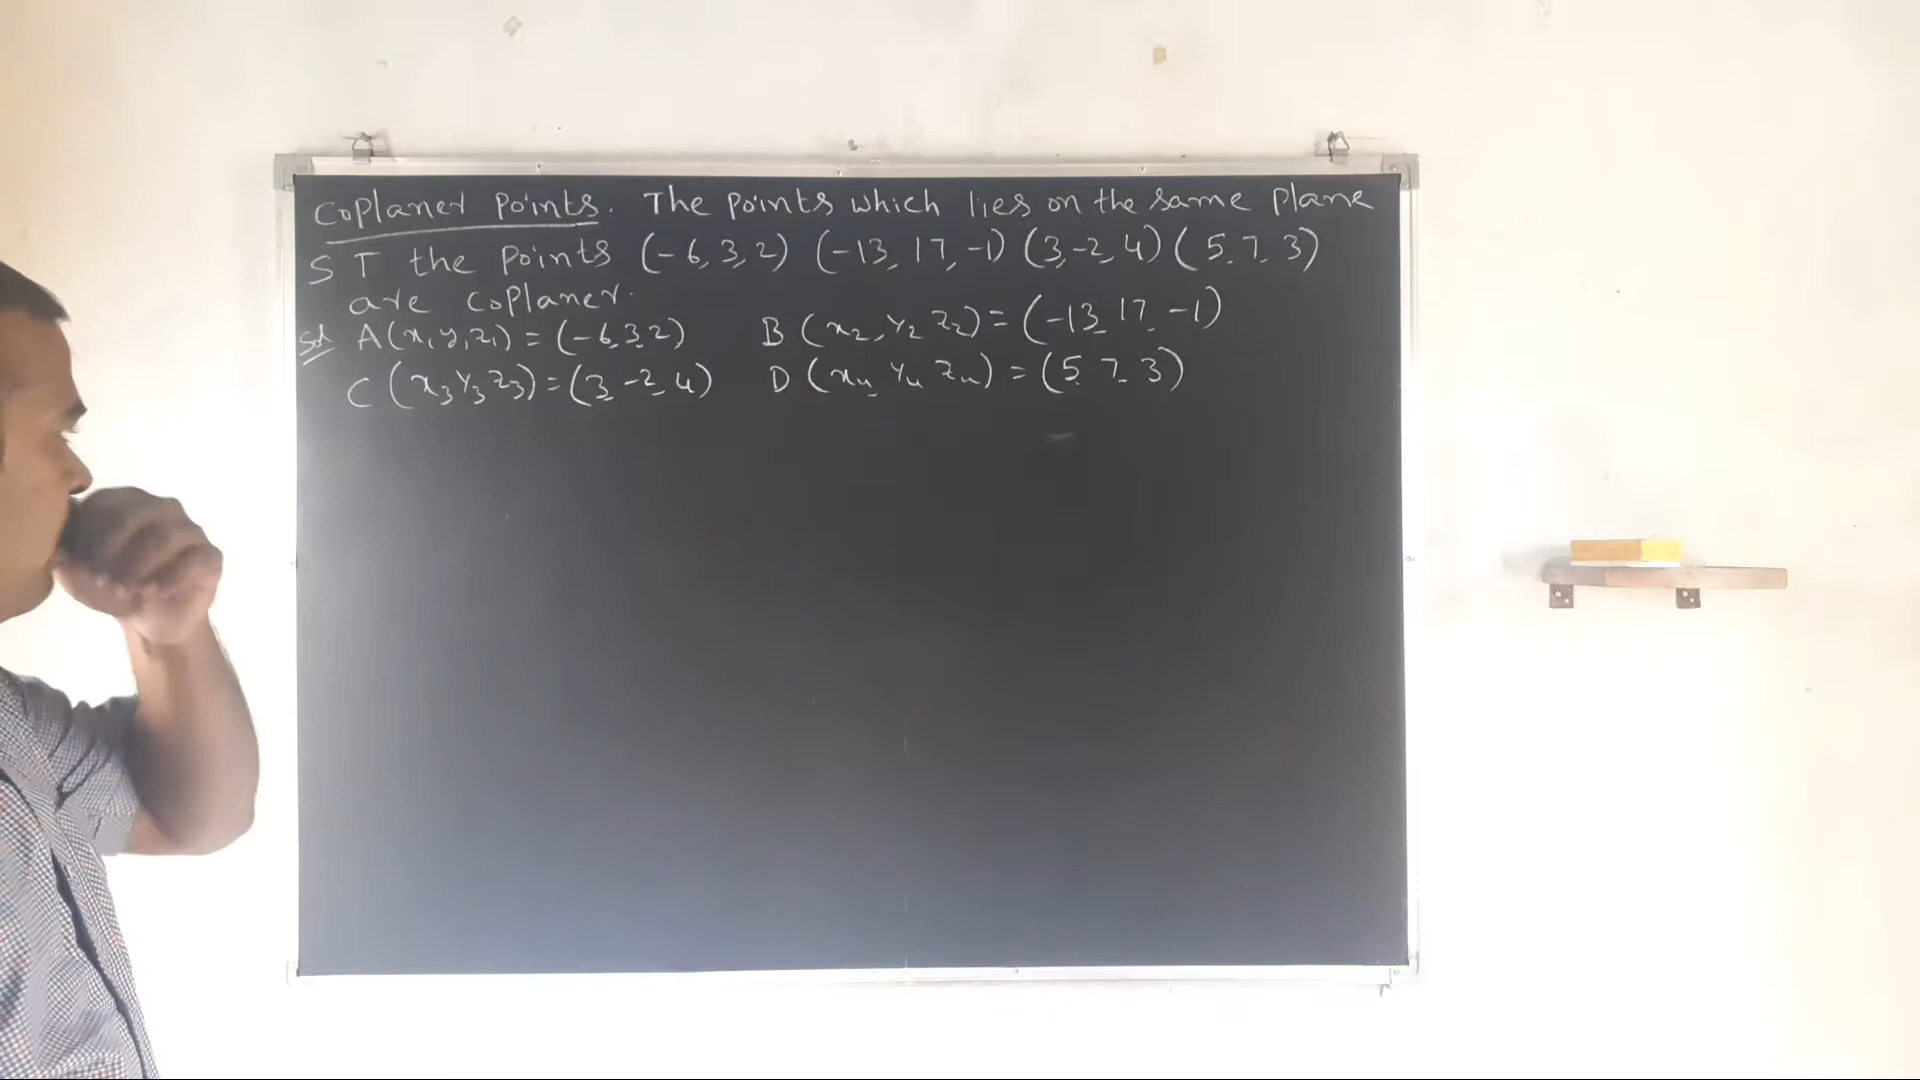 Coplaner Points. The points which lies on the same plane
S T the points (-6, 3, 2) (-13, 17, -1) (3, -2, 4) (5, 7, 3)
are coplaner.
Sol A(x₁ y₁ z₁) = (-6, 3, 2) B(x₂, y₂ z₂) = (-13, 17, -1)
C(x₃ y₃ z₃) = (3, -2, 4) D(x₄ y₄ z₄) = (5, 7, 3)